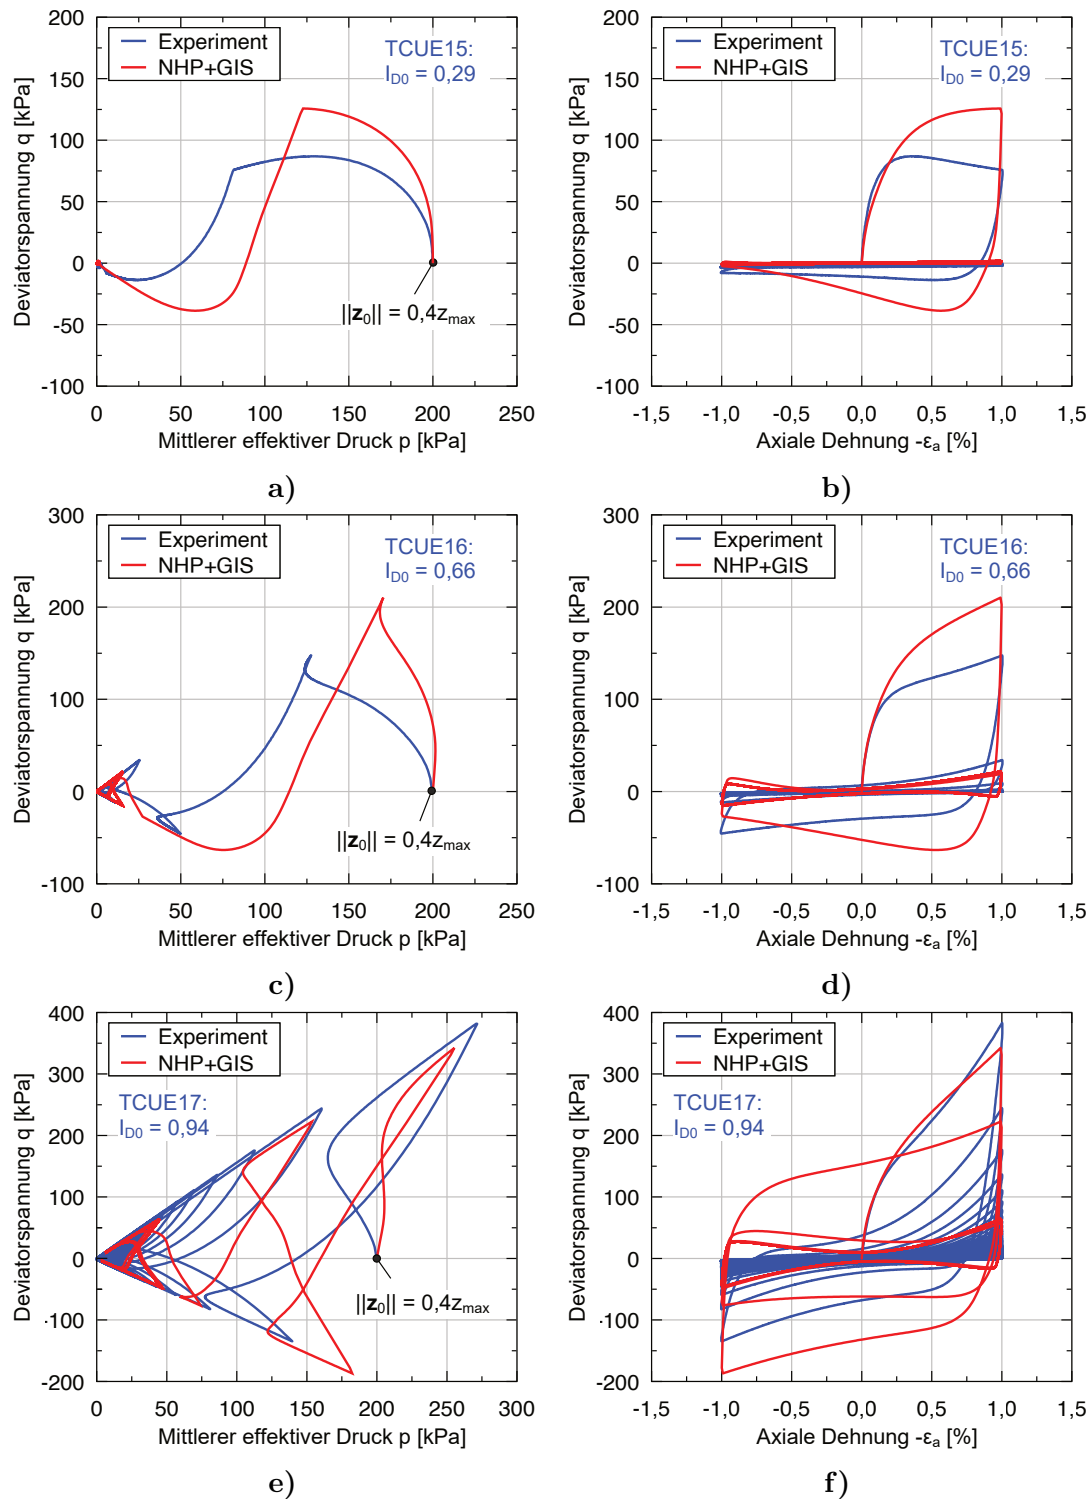 200
150
100
50
0
-50
-100
Deviatorspannung q [kPa]
Experiment
NHP+GIS
TCUE15:
I_D0 = 0,29
||z₀|| = 0,4z_max
0 50 100 150 200 250
Mittlerer effektiver Druck p [kPa]
a)
200
150
100
50
0
-50
-100
Deviatorspannung q [kPa]
Experiment
NHP+GIS
TCUE15:
I_D0 = 0,29
-1,5 -1,0 0,0 0,5 1,0 1,5
Axiale Dehnung -ε_a [%]
b)
300
200
100
0
-100
Deviatorspannung q [kPa]
Experiment
NHP+GIS
TCUE16:
I_D0 = 0,66
||z₀|| = 0,4z_max
0 50 100 150 200 250
Mittlerer effektiver Druck p [kPa]
c)
300
200
100
0
-100
Deviatorspannung q [kPa]
Experiment
NHP+GIS
TCUE16:
I_D0 = 0,66
-1,5 -1,0 0,0 0,5 1,0 1,5
Axiale Dehnung -ε_a [%]
d)
400
300
200
100
0
-100
-200
Deviatorspannung q [kPa]
Experiment
NHP+GIS
TCUE17:
I_D0 = 0,94
||z₀|| = 0,4z_max
0 50 100 150 200 250 300
Mittlerer effektiver Druck p [kPa]
e)
400
300
200
100
0
-100
-200
Deviatorspannung q [kPa]
Experiment
NHP+GIS
TCUE17:
I_D0 = 0,94
-1,5 -1,0 0,0 0,5 1,0 1,5
Axiale Dehnung -ε_a [%]
f)